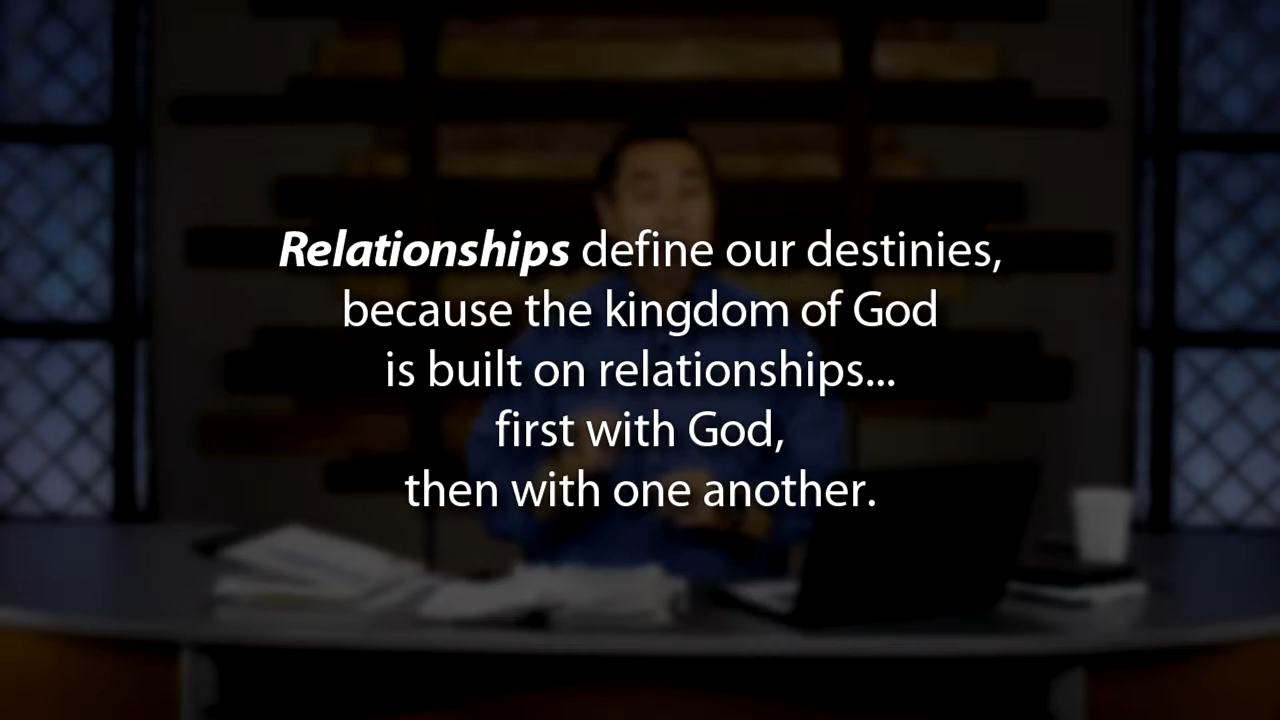 Relationships define our destinies,
because the kingdom of God
is built on relationships...
first with God,
then with one another.